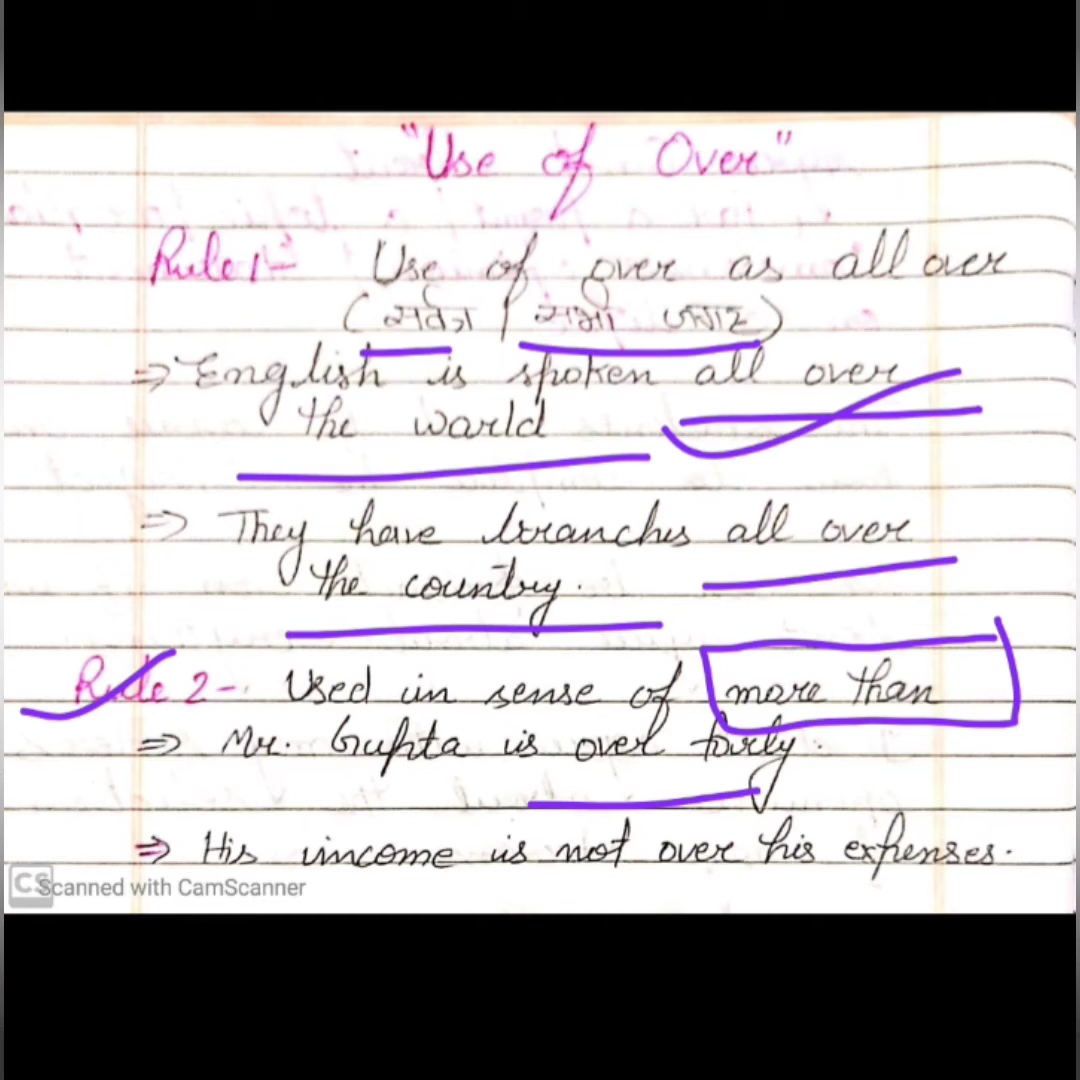 "Use of Over"
Rule 1- Use of over as all over
(सर्वत्र / सभी जगह)
⇒ English is spoken all over
the world
⇒ They have branches all over
the country.
Rule 2- Used in sense of more than
⇒ Mr. Gupta is over forty.
⇒ His income is not over his expenses.
CS Scanned with CamScanner